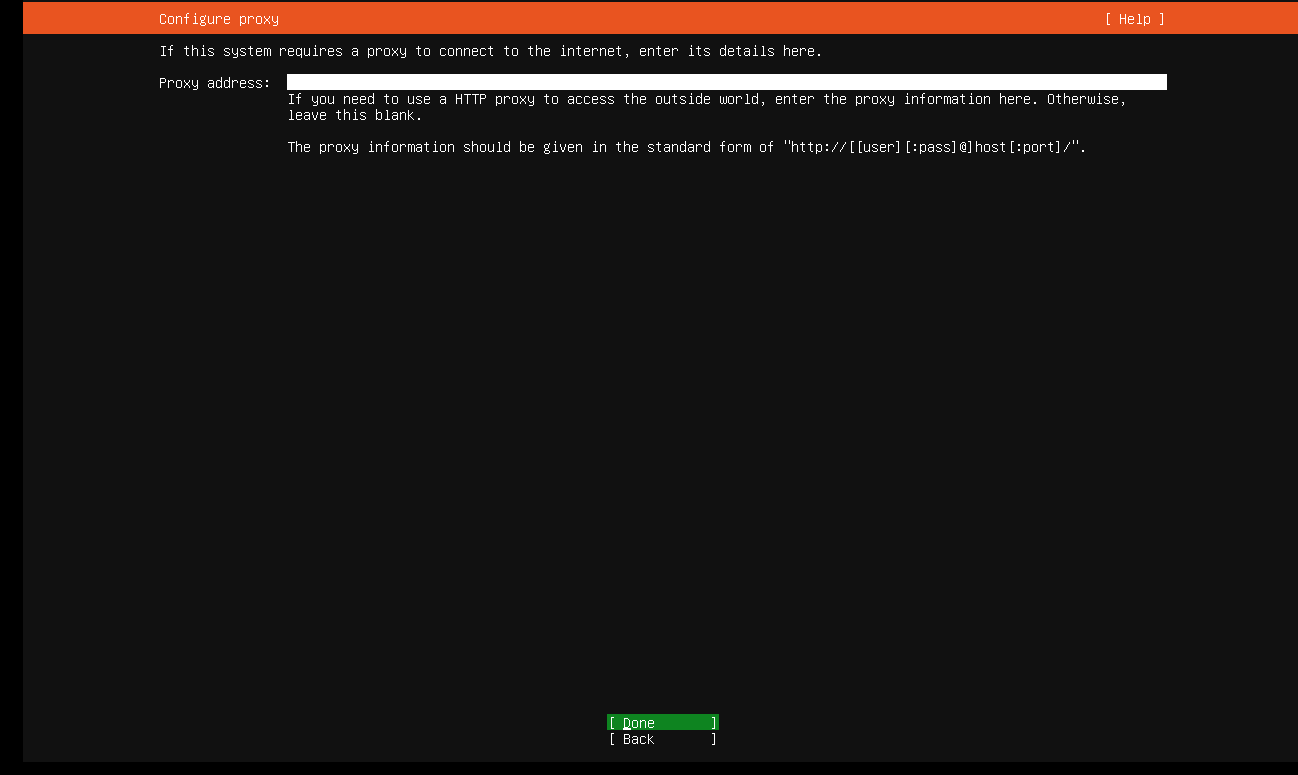 Configure proxy [ Help ]
If this system requires a proxy to connect to the internet, enter its details here.
Proxy address:
If you need to use a HTTP proxy to access the outside world, enter the proxy information here. Otherwise,
leave this blank.
The proxy information should be given in the standard form of "http://[[user][:pass]@]host[:port]/".
[ Done ]
[ Back ]